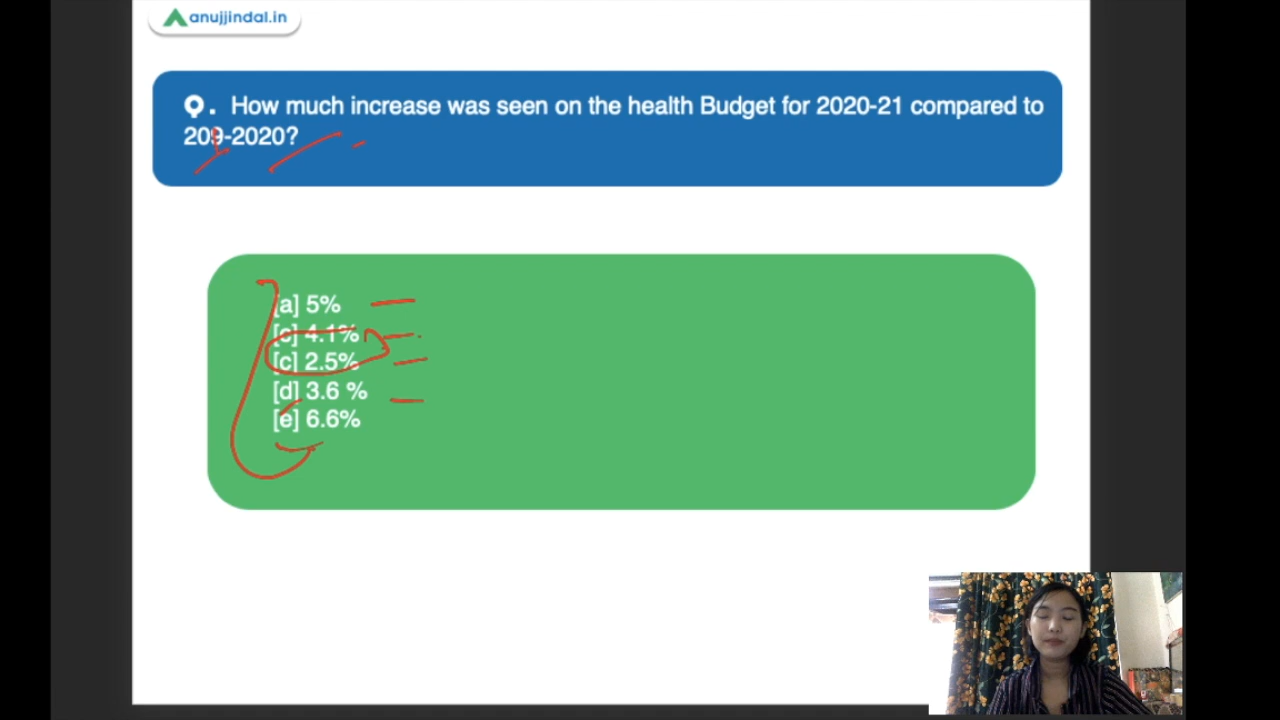 anujjindal.in
Q. How much increase was seen on the health Budget for 2020-21 compared to
209-2020?
[a] 5%
[c] 4.1%
[c] 2.5%
[d] 3.6 %
[e] 6.6%